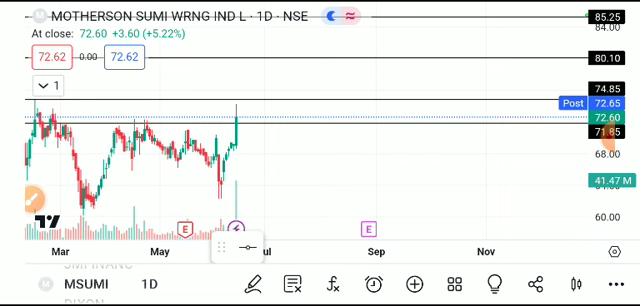 M MOTHERSON SUMI WRNG IND L · 1D · NSE
85.25
84.00
At close: 72.60 +3.60 (+5.22%)
72.62 0.00 72.62
80.10
1
74.85
Post 72.65
72.60
71.85
68.00
41.47 M
60.00
E
E
Mar May Jul Sep Nov
MSUMI 1D
DIXON